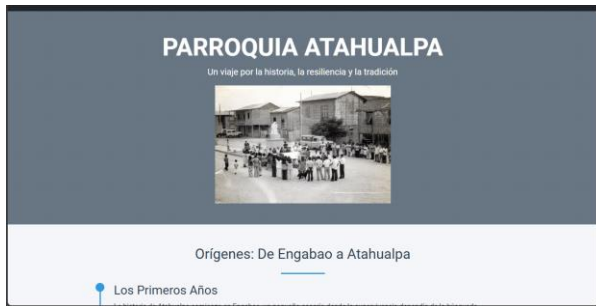 PARROQUIA ATAHUALPA
Un viaje por la historia, la resiliencia y la tradición
Orígenes: De Engabao a Atahualpa
Los Primeros Años